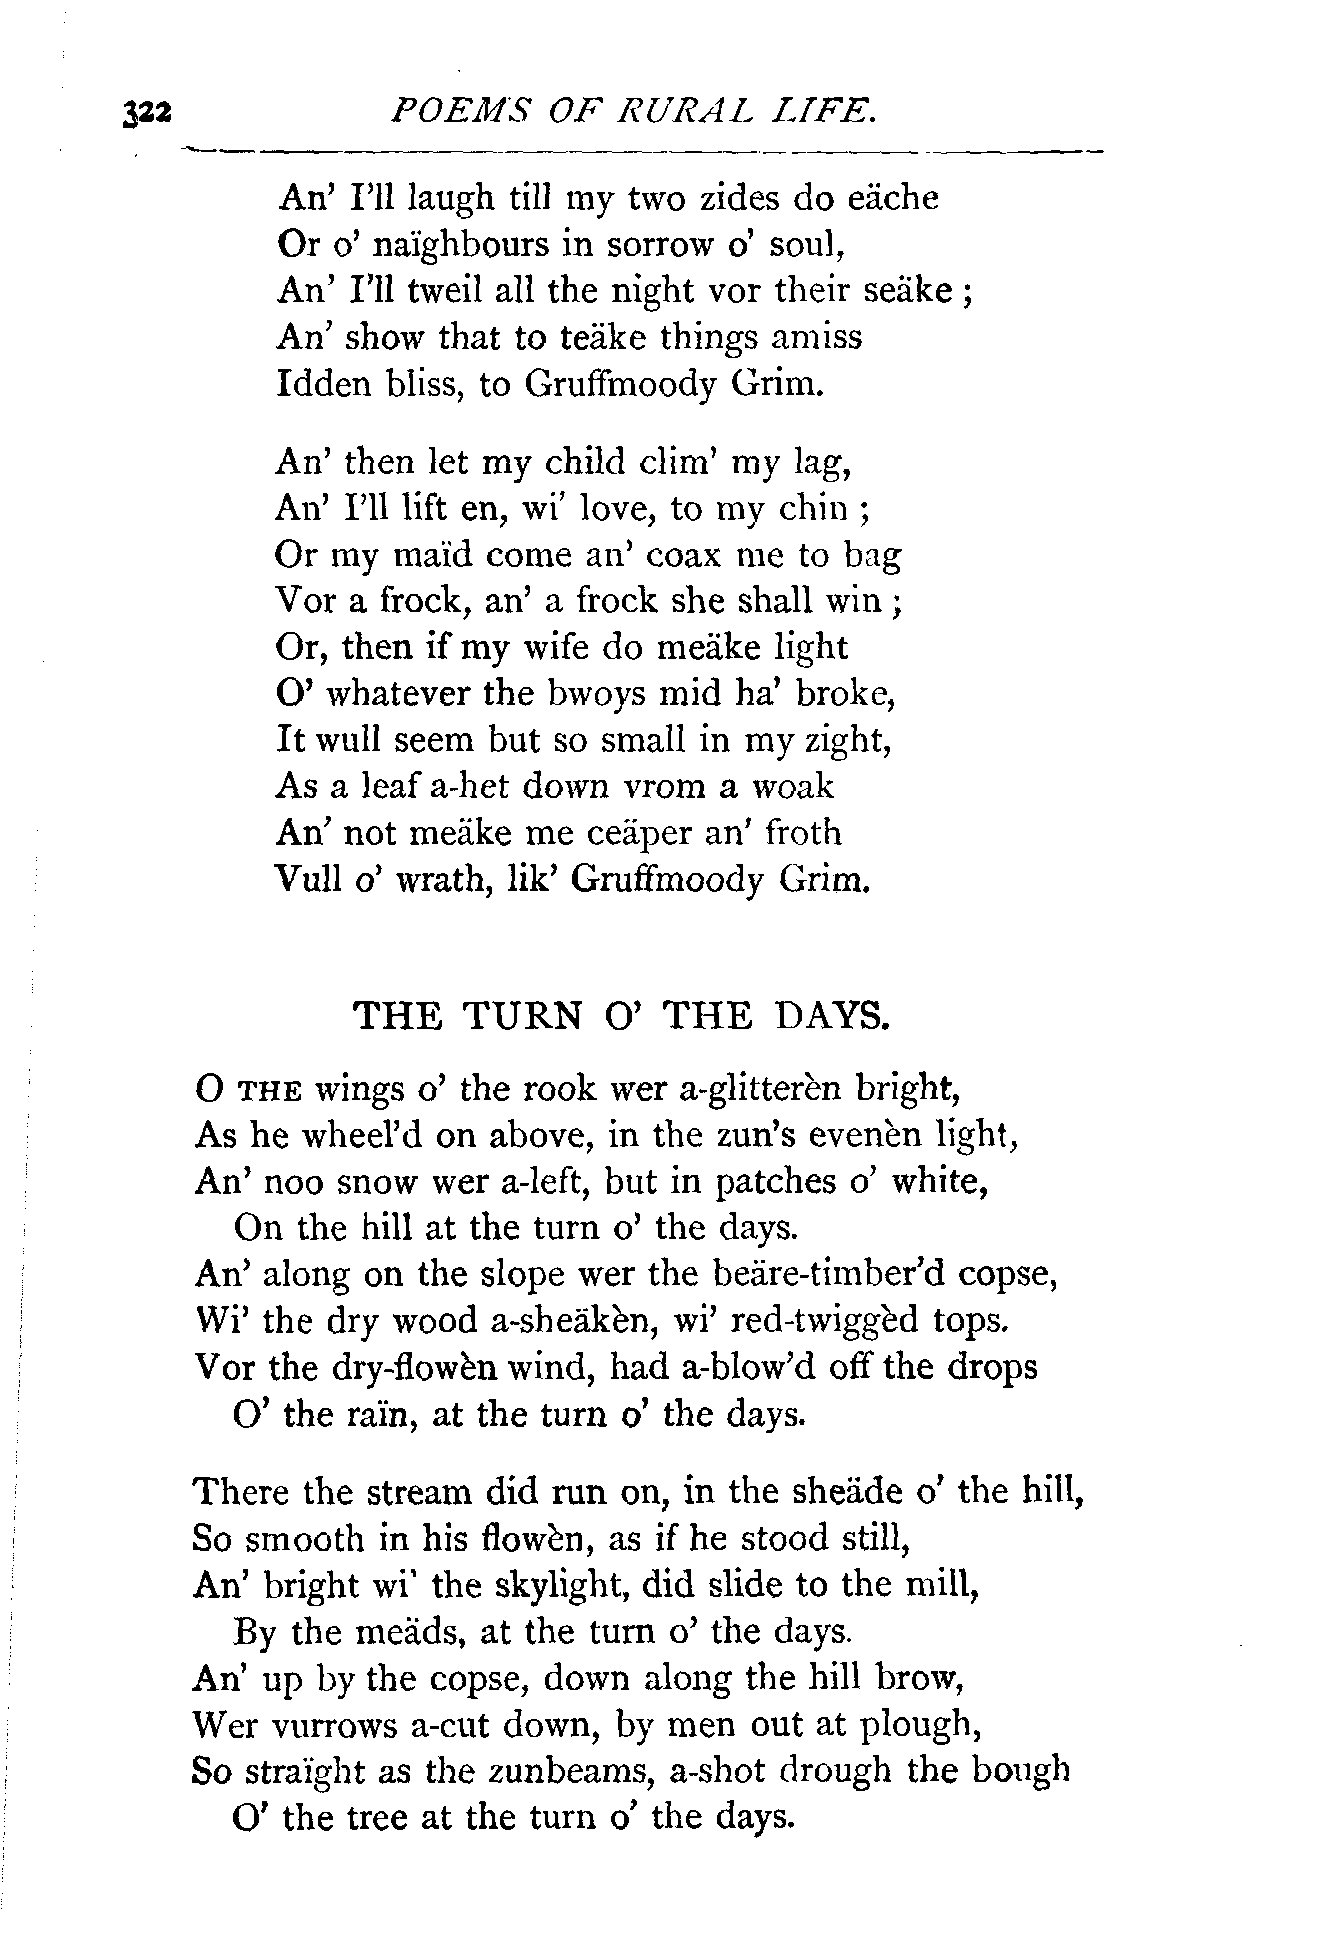 322 POEMS OF RURAL LIFE.
An' I'll laugh till my two zides do eäche
Or o' naïghbours in sorrow o' soul,
An' I'll tweil all the night vor their seäke ;
An' show that to teäke things amiss
Idden bliss, to Gruffmoody Grim.
An' then let my child clim' my lag,
An' I'll lift en, wi' love, to my chin ;
Or my maïd come an' coax me to bag
Vor a frock, an' a frock she shall win ;
Or, then if my wife do meäke light
O' whatever the bwoys mid ha' broke,
It wull seem but so small in my zight,
As a leaf a-het down vrom a woak
An' not meäke me ceäper an' froth
Vull o' wrath, lik' Gruffmoody Grim.
THE TURN O' THE DAYS.
O THE wings o' the rook wer a-glitterèn bright,
As he wheel'd on above, in the zun's evenèn light,
An' noo snow wer a-left, but in patches o' white,
On the hill at the turn o' the days.
An' along on the slope wer the beäre-timber'd copse,
Wi' the dry wood a-sheäkèn, wi' red-twiggèd tops.
Vor the dry-flowèn wind, had a-blow'd off the drops
O' the raïn, at the turn o' the days.
There the stream did run on, in the sheäde o' the hill,
So smooth in his flowèn, as if he stood still,
An' bright wi' the skylight, did slide to the mill,
By the meäds, at the turn o' the days.
An' up by the copse, down along the hill brow,
Wer vurrows a-cut down, by men out at plough,
So straïght as the zunbeams, a-shot drough the bough
O' the tree at the turn o' the days.